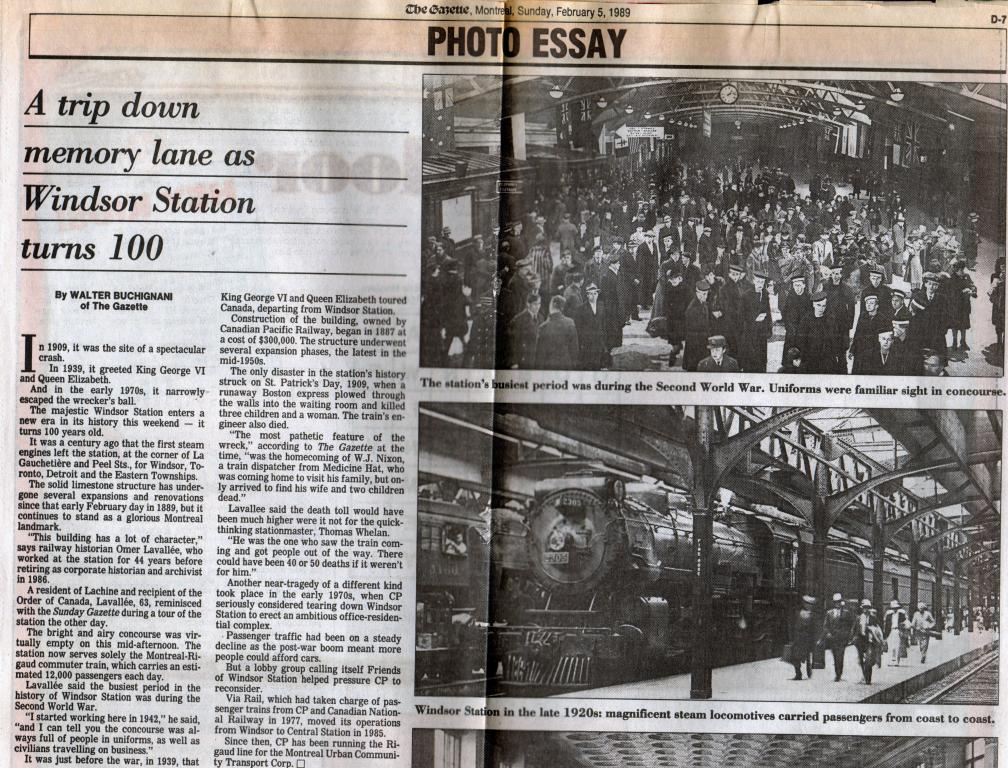 The Gazette, Montreal, Sunday, February 5, 1989
D-7
PHOTO ESSAY
A trip down
memory lane as
Windsor Station
turns 100
By WALTER BUCHIGNANI
of The Gazette
In 1909, it was the site of a spectacular
crash.
In 1939, it greeted King George VI
and Queen Elizabeth.
And in the early 1970s, it narrowly
escaped the wrecker's ball.
The majestic Windsor Station enters a
new era in its history this weekend — it
turns 100 years old.
It was a century ago that the first steam
engines left the station, at the corner of La
Gauchetière and Peel Sts., for Windsor, To-
ronto, Detroit and the Eastern Townships.
The solid limestone structure has under-
gone several expansions and renovations
since that early February day in 1889, but it
continues to stand as a glorious Montreal
landmark.
"This building has a lot of character,"
says railway historian Omer Lavallée, who
worked at the station for 44 years before
retiring as corporate historian and archivist
in 1986.
A resident of Lachine and recipient of the
Order of Canada, Lavallée, 63, reminisced
with the Sunday Gazette during a tour of the
station the other day.
The bright and airy concourse was vir-
tually empty on this mid-afternoon. The
station now serves solely the Montreal-Ri-
gaud commuter train, which carries an esti-
mated 12,000 passengers each day.
Lavallée said the busiest period in the
history of Windsor Station was during the
Second World War.
"I started working here in 1942," he said,
"and I can tell you the concourse was al-
ways full of people in uniforms, as well as
civilians travelling on business."
It was just before the war, in 1939, that
King George VI and Queen Elizabeth toured
Canada, departing from Windsor Station.
Construction of the building, owned by
Canadian Pacific Railway, began in 1887 at
a cost of $300,000. The structure underwent
several expansion phases, the latest in the
mid-1950s.
The only disaster in the station's history
struck on St. Patrick's Day, 1909, when a
runaway Boston express plowed through
the walls into the waiting room and killed
three children and a woman. The train's en-
gineer also died.
"The most pathetic feature of the
wreck," according to The Gazette at the
time, "was the homecoming of W.J. Nixon,
a train dispatcher from Medicine Hat, who
was coming home to visit his family, but on-
ly arrived to find his wife and two children
dead."
Lavallee said the death toll would have
been much higher were it not for the quick-
thinking stationmaster, Thomas Whelan.
"He was the one who saw the train com-
ing and got people out of the way. There
could have been 40 or 50 deaths if it weren't
for him."
Another near-tragedy of a different kind
took place in the early 1970s, when CP
seriously considered tearing down Windsor
Station to erect an ambitious office-residen-
tial complex.
Passenger traffic had been on a steady
decline as the post-war boom meant more
people could afford cars.
But a lobby group calling itself Friends
of Windsor Station helped pressure CP to
reconsider.
Via Rail, which had taken charge of pas-
senger trains from CP and Canadian Nation-
al Railway in 1977, moved its operations
from Windsor to Central Station in 1985.
Since then, CP has been running the Ri-
gaud line for the Montreal Urban Communi-
ty Transport Corp. □
The station's busiest period was during the Second World War. Uniforms were familiar sight in concourse.
Windsor Station in the late 1920s: magnificent steam locomotives carried passengers from coast to coast.